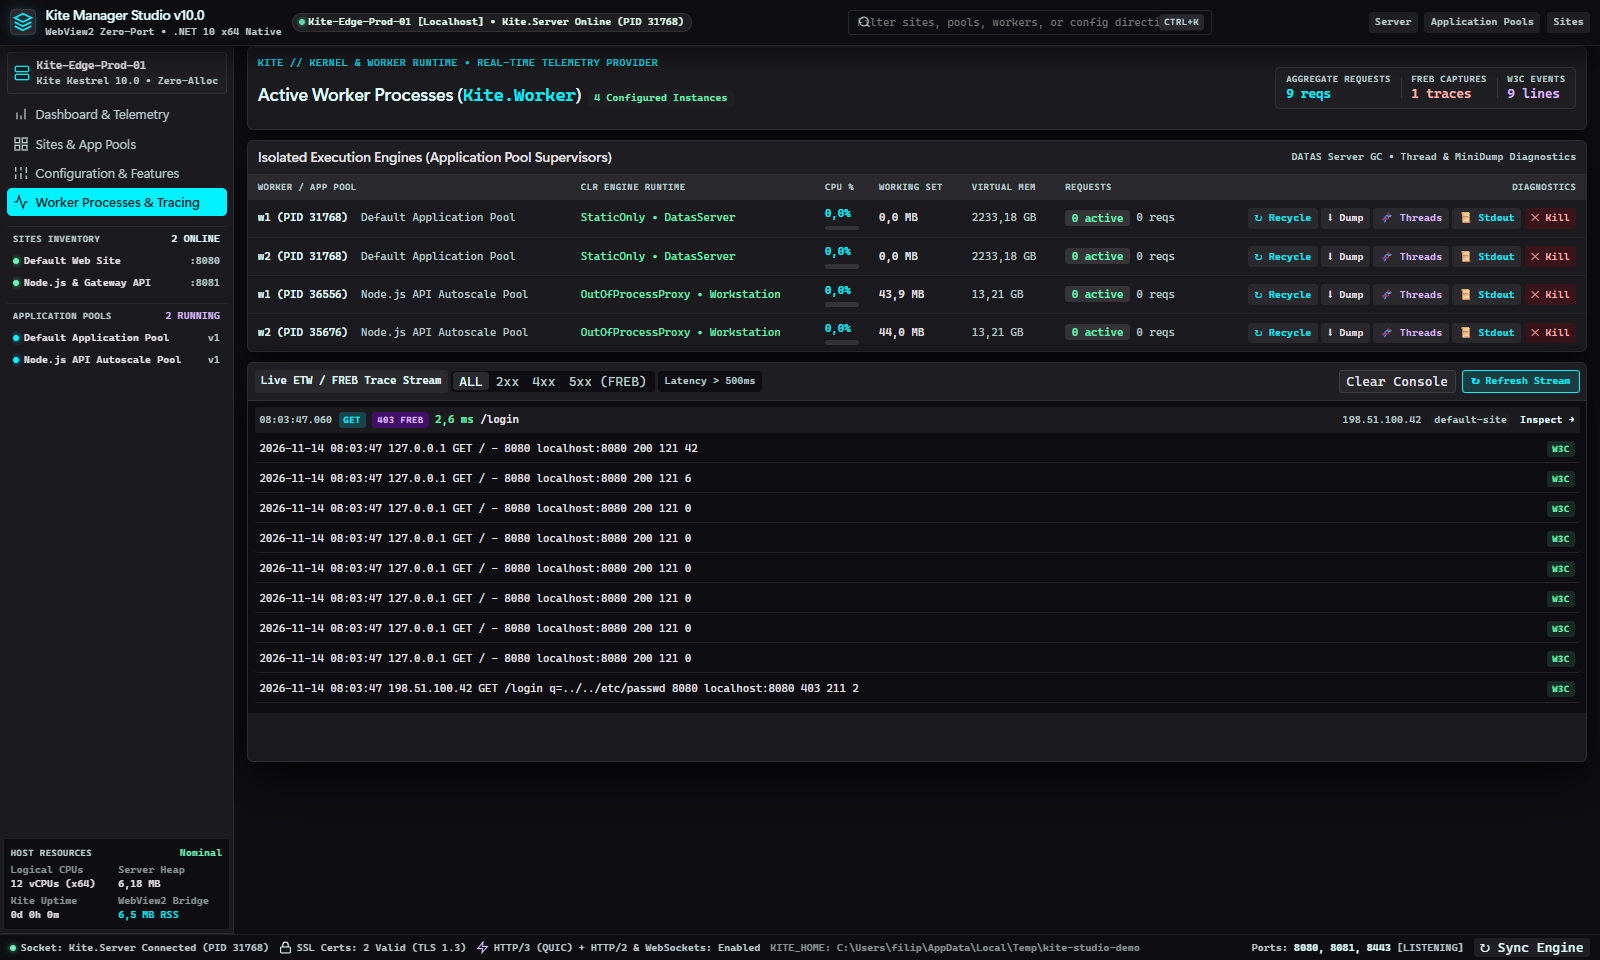 Kite Manager Studio v10.0
WebView2 Zero-Port • .NET 10 x64 Native
Kite-Edge-Prod-01 [Localhost] • Kite.Server Online (PID 31768)
lter sites, pools, workers, or config directi
CTRL+K
Server
Application Pools
Sites
Kite-Edge-Prod-01
Kite Kestrel 10.0 • Zero-Alloc
Dashboard & Telemetry
Sites & App Pools
Configuration & Features
Worker Processes & Tracing
SITES INVENTORY 2 ONLINE
Default Web Site :8080
Node.js & Gateway API :8081
APPLICATION POOLS 2 RUNNING
Default Application Pool v1
Node.js API Autoscale Pool v1
HOST RESOURCES Nominal
Logical CPUs Server Heap
12 vCPUs (x64) 6,18 MB
Kite Uptime WebView2 Bridge
0d 0h 0m 6,5 MB RSS
KITE // KERNEL & WORKER RUNTIME • REAL-TIME TELEMETRY PROVIDER
Active Worker Processes (Kite.Worker) 4 Configured Instances
AGGREGATE REQUESTS FREB CAPTURES W3C EVENTS
9 reqs 1 traces 9 lines
Isolated Execution Engines (Application Pool Supervisors)
DATAS Server GC • Thread & MiniDump Diagnostics
WORKER / APP POOL CLR ENGINE RUNTIME CPU % WORKING SET VIRTUAL MEM REQUESTS DIAGNOSTICS
w1 (PID 31768) Default Application Pool StaticOnly • DatasServer 0,0% 0,0 MB 2233,18 GB 0 active 0 reqs ↻ Recycle ⭳ Dump Threads Stdout ✕ Kill
w2 (PID 31768) Default Application Pool StaticOnly • DatasServer 0,0% 0,0 MB 2233,18 GB 0 active 0 reqs ↻ Recycle ⭳ Dump Threads Stdout ✕ Kill
w1 (PID 36556) Node.js API Autoscale Pool OutOfProcessProxy • Workstation 0,0% 43,9 MB 13,21 GB 0 active 0 reqs ↻ Recycle ⭳ Dump Threads Stdout ✕ Kill
w2 (PID 35676) Node.js API Autoscale Pool OutOfProcessProxy • Workstation 0,0% 44,0 MB 13,21 GB 0 active 0 reqs ↻ Recycle ⭳ Dump Threads Stdout ✕ Kill
Live ETW / FREB Trace Stream ALL 2xx 4xx 5xx (FREB) Latency > 500ms
Clear Console ↻ Refresh Stream
08:03:47.060 GET 403 FREB 2,6 ms /login 198.51.100.42 default-site Inspect →
2026-11-14 08:03:47 127.0.0.1 GET / - 8080 localhost:8080 200 121 42 W3C
2026-11-14 08:03:47 127.0.0.1 GET / - 8080 localhost:8080 200 121 6 W3C
2026-11-14 08:03:47 127.0.0.1 GET / - 8080 localhost:8080 200 121 0 W3C
2026-11-14 08:03:47 127.0.0.1 GET / - 8080 localhost:8080 200 121 0 W3C
2026-11-14 08:03:47 127.0.0.1 GET / - 8080 localhost:8080 200 121 0 W3C
2026-11-14 08:03:47 127.0.0.1 GET / - 8080 localhost:8080 200 121 0 W3C
2026-11-14 08:03:47 127.0.0.1 GET / - 8080 localhost:8080 200 121 0 W3C
2026-11-14 08:03:47 127.0.0.1 GET / - 8080 localhost:8080 200 121 0 W3C
2026-11-14 08:03:47 198.51.100.42 GET /login q=../../etc/passwd 8080 localhost:8080 403 211 2 W3C
Socket: Kite.Server Connected (PID 31768) SSL Certs: 2 Valid (TLS 1.3) HTTP/3 (QUIC) + HTTP/2 & WebSockets: Enabled KITE_HOME: C:\Users\filip\AppData\Local\Temp\kite-studio-demo Ports: 8080, 8081, 8443 [LISTENING] ↻ Sync Engine